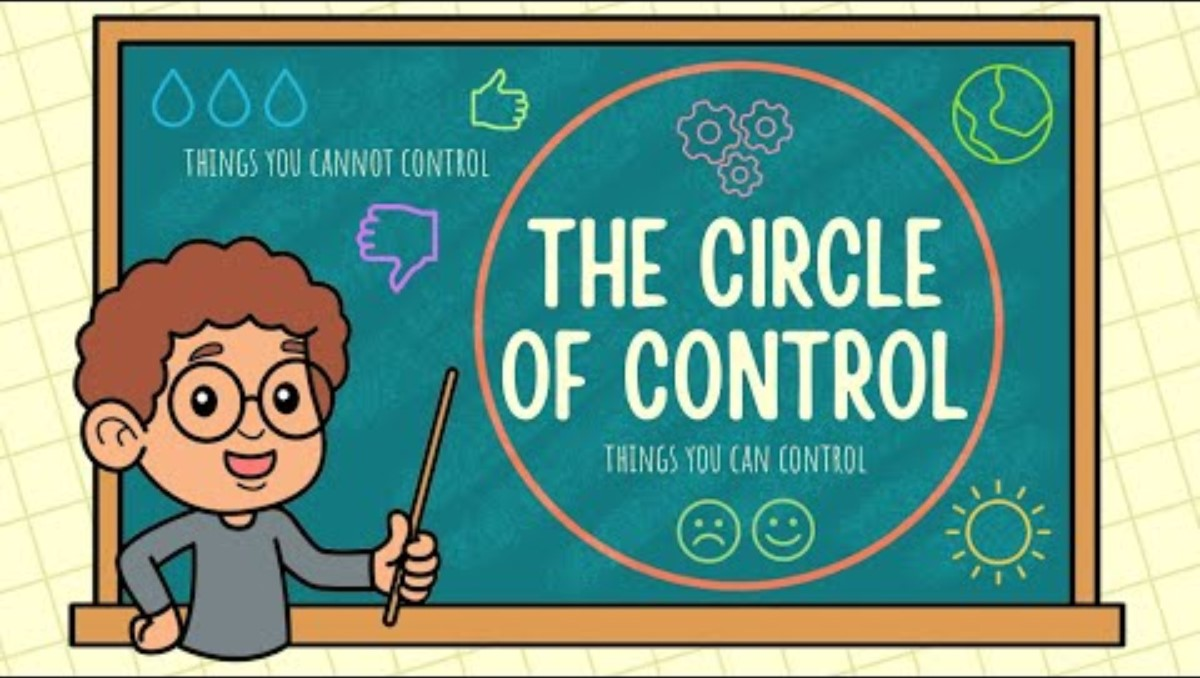 THINGS YOU CANNOT CONTROL
THE CIRCLE
OF CONTROL
THINGS YOU CAN CONTROL